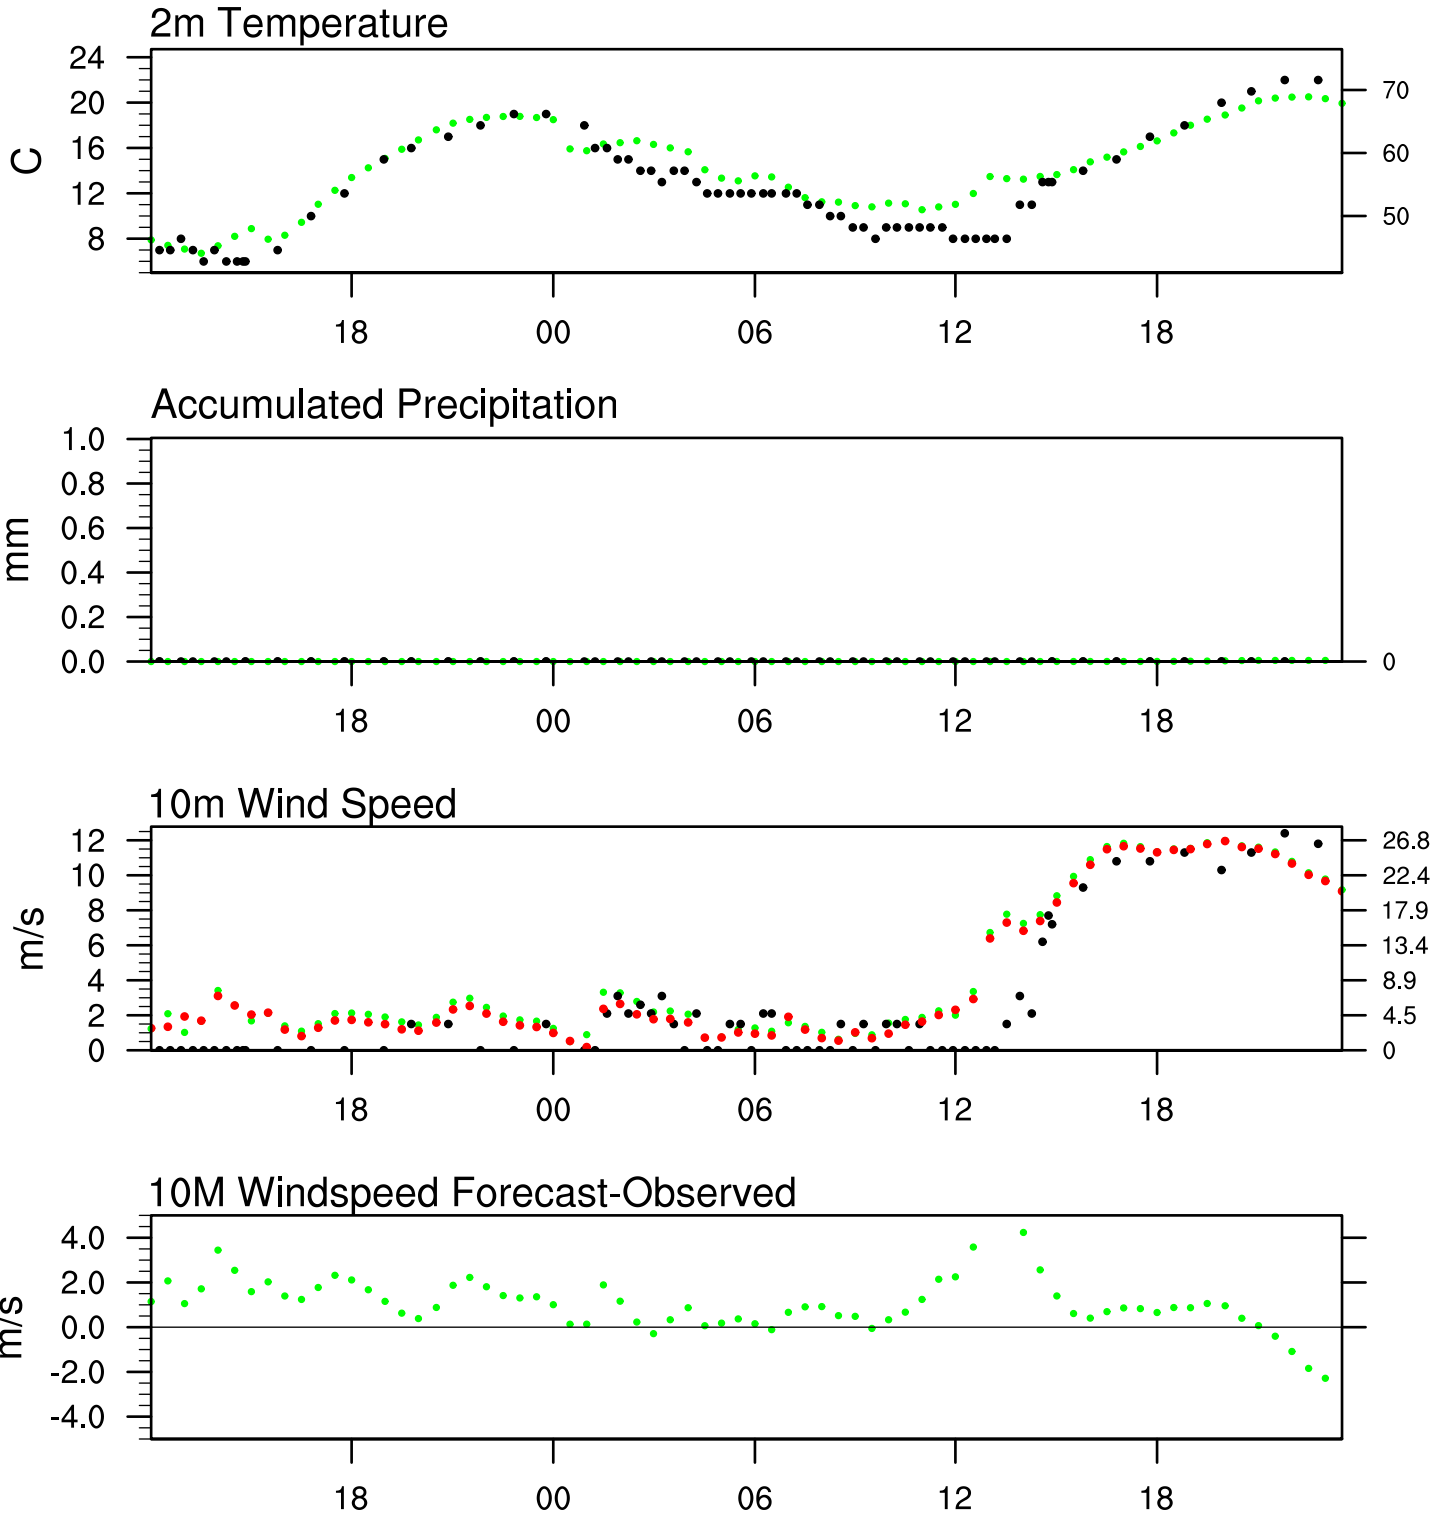 2m Temperature
24
20
16
12
8
C
70
60
50
18 00 06 12 18
Accumulated Precipitation
1.0
0.8
0.6
0.4
0.2
0.0
mm
0
18 00 06 12 18
10m Wind Speed
12
10
8
6
4
2
0
m/s
26.8
22.4
17.9
13.4
8.9
4.5
0
18 00 06 12 18
10M Windspeed Forecast-Observed
4.0
2.0
0.0
-2.0
-4.0
m/s
18 00 06 12 18